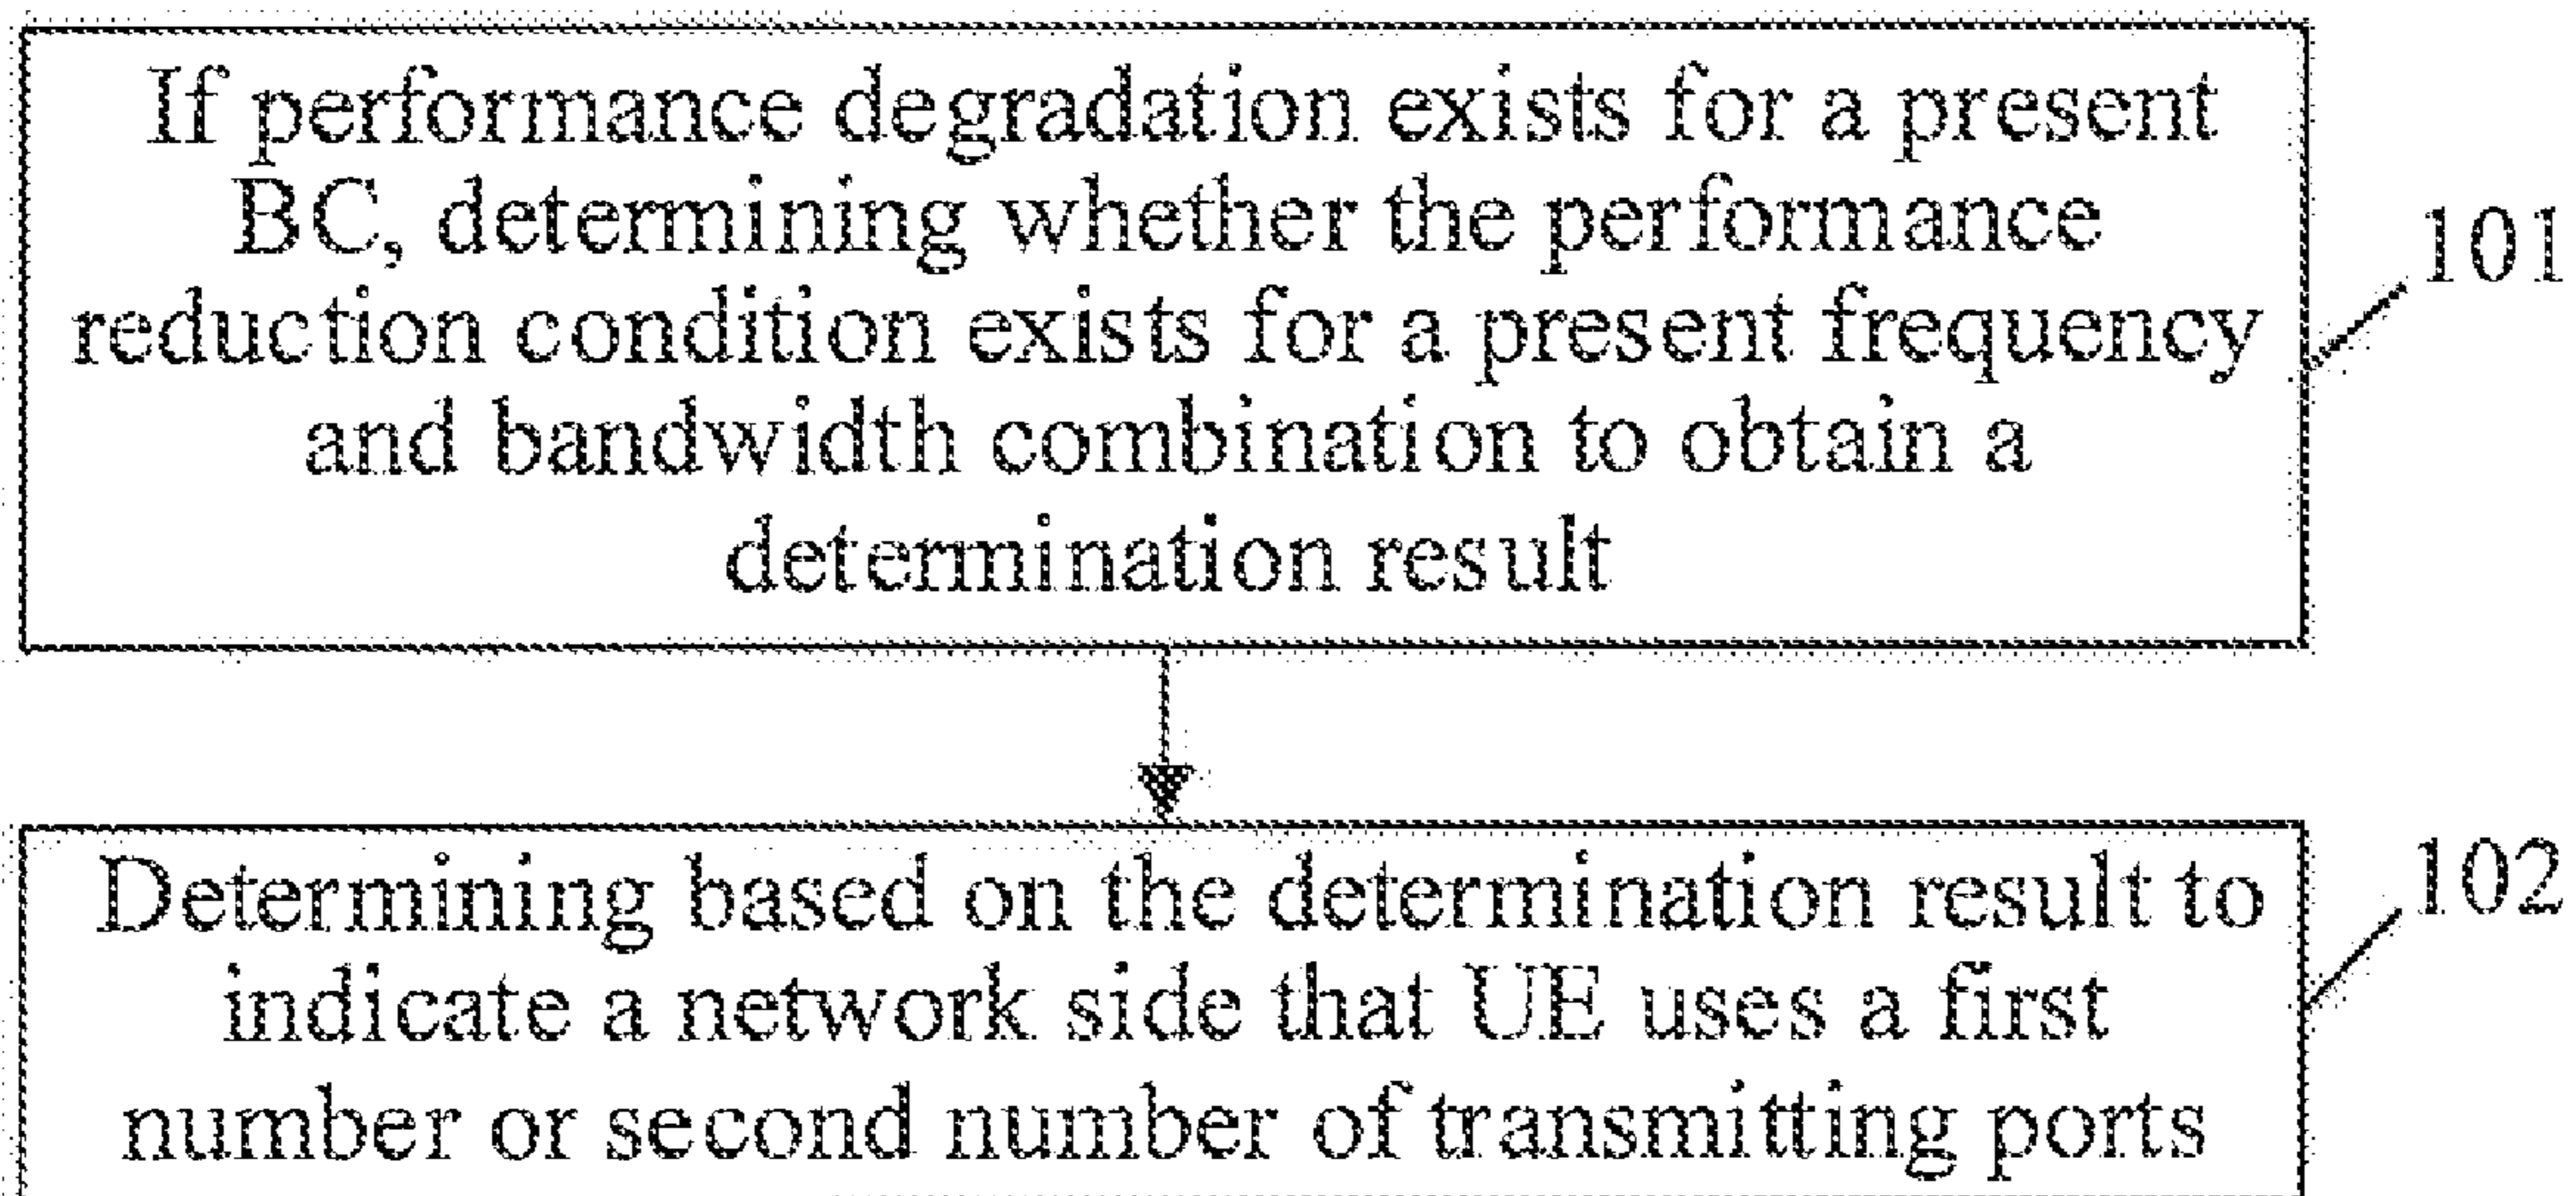 If performance degradation exists for a present
BC, determining whether the performance
reduction condition exists for a present frequency
and bandwidth combination to obtain a
determination result
101
Determining based on the determination result to
indicate a network side that UE uses a first
number or second number of transmitting ports
102